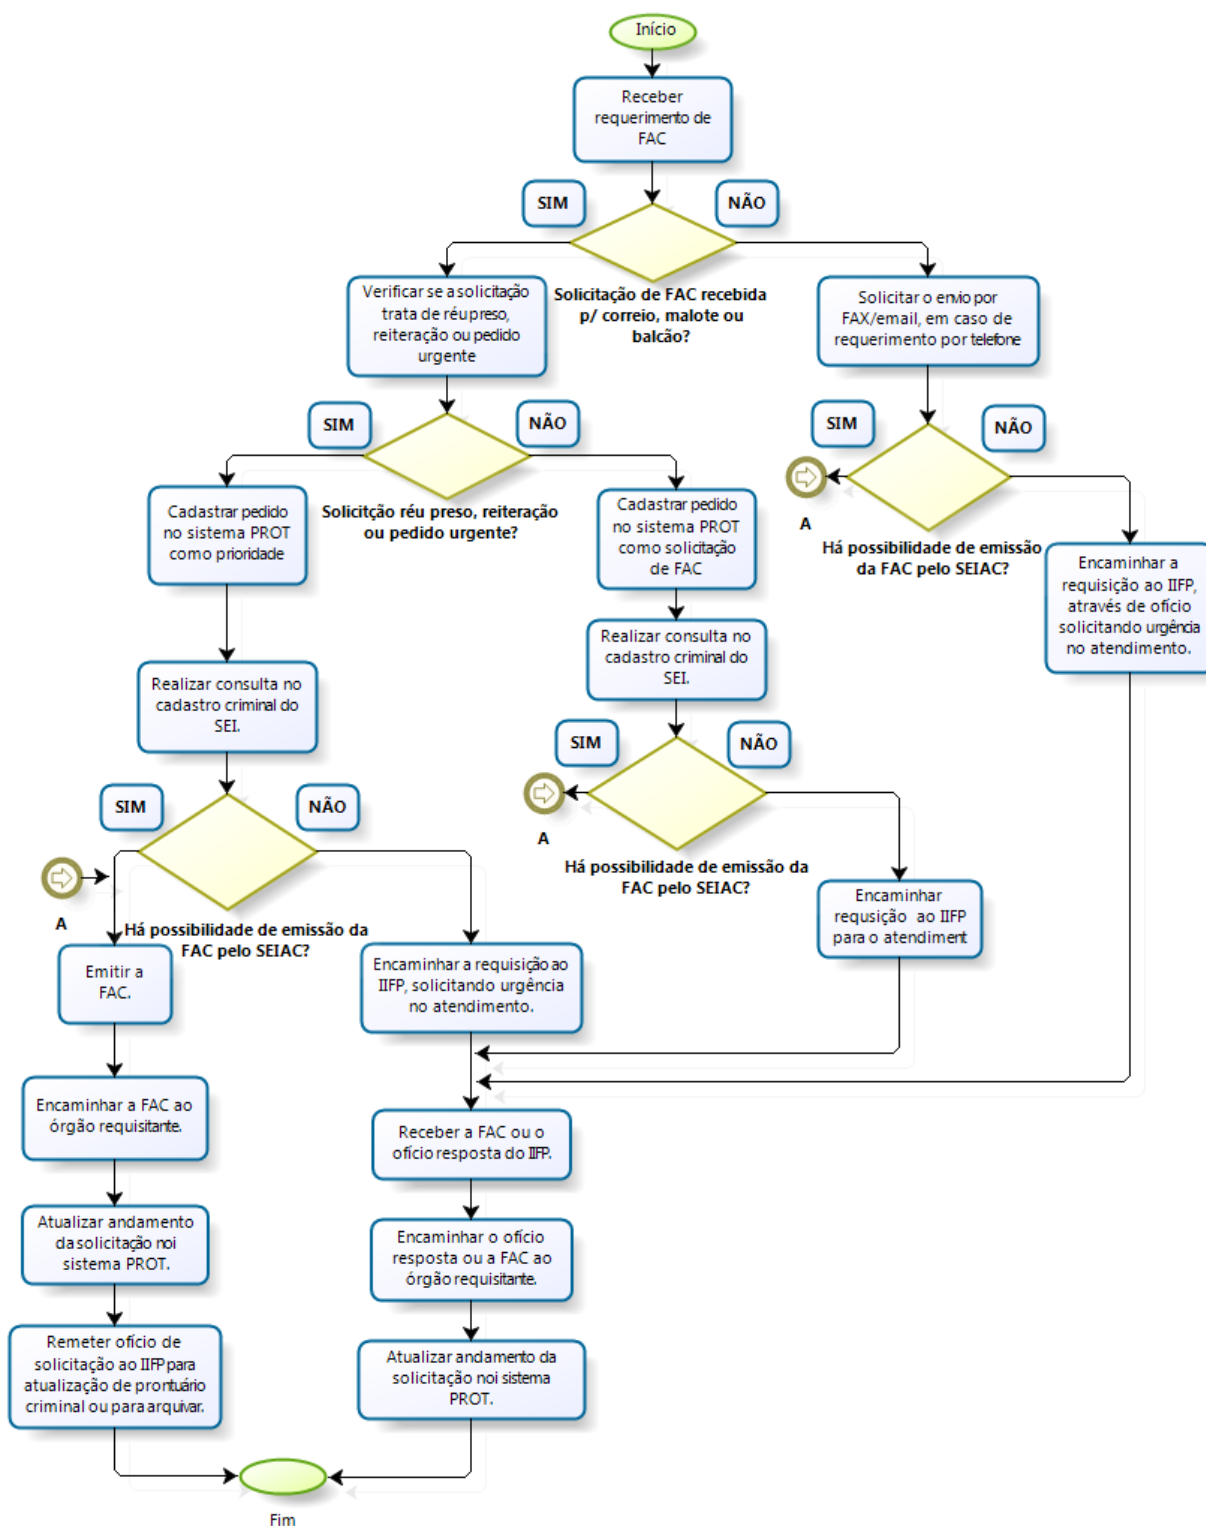 Início
Receber
requerimento de
FAC
SIM
NÃO
Solicitação de FAC recebida
p/ correio, malote ou
balcão?
Verificar se a solicitação
trata de réu preso,
reiteração ou pedido
urgente
Solicitar o envio por
FAX/email, em caso de
requerimento por telefone
SIM
NÃO
Solicitção réu preso, reiteração
ou pedido urgente?
SIM
NÃO
A
Há possibilidade de emissão
da FAC pelo SEIAC?
Cadastrar pedido
no sistema PROT
como prioridade
Cadastrar pedido
no sistema PROT
como solicitação
de FAC
Encaminhar a
requisição ao IIFP,
através de ofício
solicitando urgência
no atendimento.
Realizar consulta no
cadastro criminal do
SEI.
Realizar consulta no
cadastro criminal do
SEI.
SIM
NÃO
A
Há possibilidade de emissão da
FAC pelo SEIAC?
SIM
NÃO
A
Há possibilidade de emissão da
FAC pelo SEIAC?
Encaminhar
requsição ao IIFP
para o atendiment
Emitir a
FAC.
Encaminhar a requisição ao
IIFP, solicitando urgência
no atendimento.
Encaminhar a FAC ao
órgão requisitante.
Receber a FAC ou o
ofício resposta do IIFP.
Atualizar andamento
da solicitação noi
sistema PROT.
Encaminhar o ofício
resposta ou a FAC ao
órgão requisitante.
Remeter ofício de
solicitação ao IIFP para
atualização de prontuário
criminal ou para arquivar.
Atualizar andamento da
solicitação noi sistema
PROT.
Fim